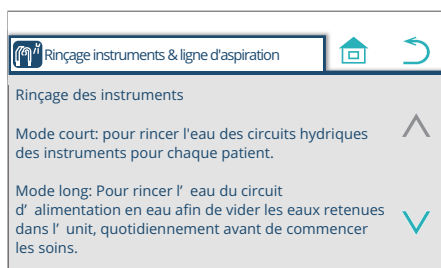 Rinçage instruments & ligne d'aspiration
Rinçage des instruments
Mode court: pour rincer l'eau des circuits hydriques
des instruments pour chaque patient.
Mode long: Pour rincer l’ eau du circuit
d’ alimentation en eau afin de vider les eaux retenues
dans l’ unit, quotidiennement avant de commencer
les soins.